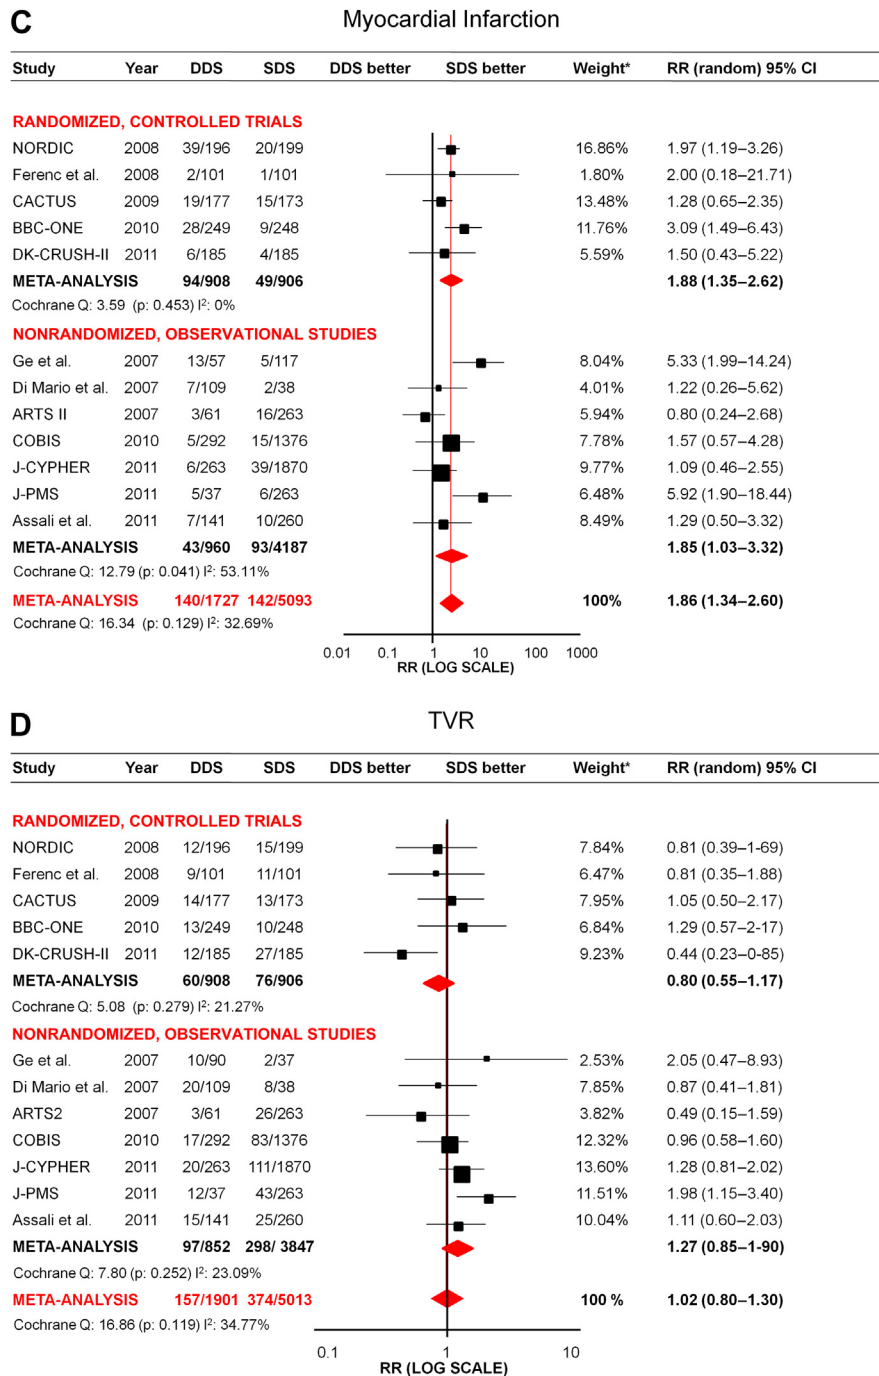 C
Myocardial Infarction
Study Year DDS SDS DDS better SDS better Weight* RR (random) 95% CI
RANDOMIZED, CONTROLLED TRIALS
NORDIC 2008 39/196 20/199 16.86% 1.97 (1.19–3.26)
Ferenc et al. 2008 2/101 1/101 1.80% 2.00 (0.18-21.71)
CACTUS 2009 19/177 15/173 13.48% 1.28 (0.65–2.35)
BBC-ONE 2010 28/249 9/248 11.76% 3.09 (1.49–6.43)
DK-CRUSH-II 2011 6/185 4/185 5.59% 1.50 (0.43–5.22)
META-ANALYSIS 94/908 49/906 1.88 (1.35–2.62)
Cochrane Q: 3.59 (p: 0.453) I²: 0%
NONRANDOMIZED, OBSERVATIONAL STUDIES
Ge et al. 2007 13/57 5/117 8.04% 5.33 (1.99–14.24)
Di Mario et al. 2007 7/109 2/38 4.01% 1.22 (0.26–5.62)
ARTS II 2007 3/61 16/263 5.94% 0.80 (0.24–2.68)
COBIS 2010 5/292 15/1376 7.78% 1.57 (0.57–4.28)
J-CYPHER 2011 6/263 39/1870 9.77% 1.09 (0.46–2.55)
J-PMS 2011 5/37 6/263 6.48% 5.92 (1.90–18.44)
Assali et al. 2011 7/141 10/260 8.49% 1.29 (0.50–3.32)
META-ANALYSIS 43/960 93/4187 1.85 (1.03–3.32)
Cochrane Q: 12.79 (p: 0.041) I²: 53.11%
META-ANALYSIS 140/1727 142/5093 100% 1.86 (1.34–2.60)
Cochrane Q: 16.34 (p: 0.129) I²: 32.69%
0.01 0.1 1 10 100 1000
RR (LOG SCALE)
D
TVR
Study Year DDS SDS DDS better SDS better Weight* RR (random) 95% CI
RANDOMIZED, CONTROLLED TRIALS
NORDIC 2008 12/196 15/199 7.84% 0.81 (0.39–1-69)
Ferenc et al. 2008 9/101 11/101 6.47% 0.81 (0.35–1.88)
CACTUS 2009 14/177 13/173 7.95% 1.05 (0.50–2.17)
BBC-ONE 2010 13/249 10/248 6.84% 1.29 (0.57–2-17)
DK-CRUSH-II 2011 12/185 27/185 9.23% 0.44 (0.23–0-85)
META-ANALYSIS 60/908 76/906 0.80 (0.55–1.17)
Cochrane Q: 5.08 (p: 0.279) I²: 21.27%
NONRANDOMIZED, OBSERVATIONAL STUDIES
Ge et al. 2007 10/90 2/37 2.53% 2.05 (0.47–8.93)
Di Mario et al. 2007 20/109 8/38 7.85% 0.87 (0.41–1.81)
ARTS2 2007 3/61 26/263 3.82% 0.49 (0.15–1.59)
COBIS 2010 17/292 83/1376 12.32% 0.96 (0.58–1.60)
J-CYPHER 2011 20/263 111/1870 13.60% 1.28 (0.81–2.02)
J-PMS 2011 12/37 43/263 11.51% 1.98 (1.15–3.40)
Assali et al. 2011 15/141 25/260 10.04% 1.11 (0.60–2.03)
META-ANALYSIS 97/852 298/ 3847 1.27 (0.85–1-90)
Cochrane Q: 7.80 (p: 0.252) I²: 23.09%
META-ANALYSIS 157/1901 374/5013 100 % 1.02 (0.80–1.30)
Cochrane Q: 16.86 (p: 0.119) I²: 34.77%
0.1 1 10
RR (LOG SCALE)